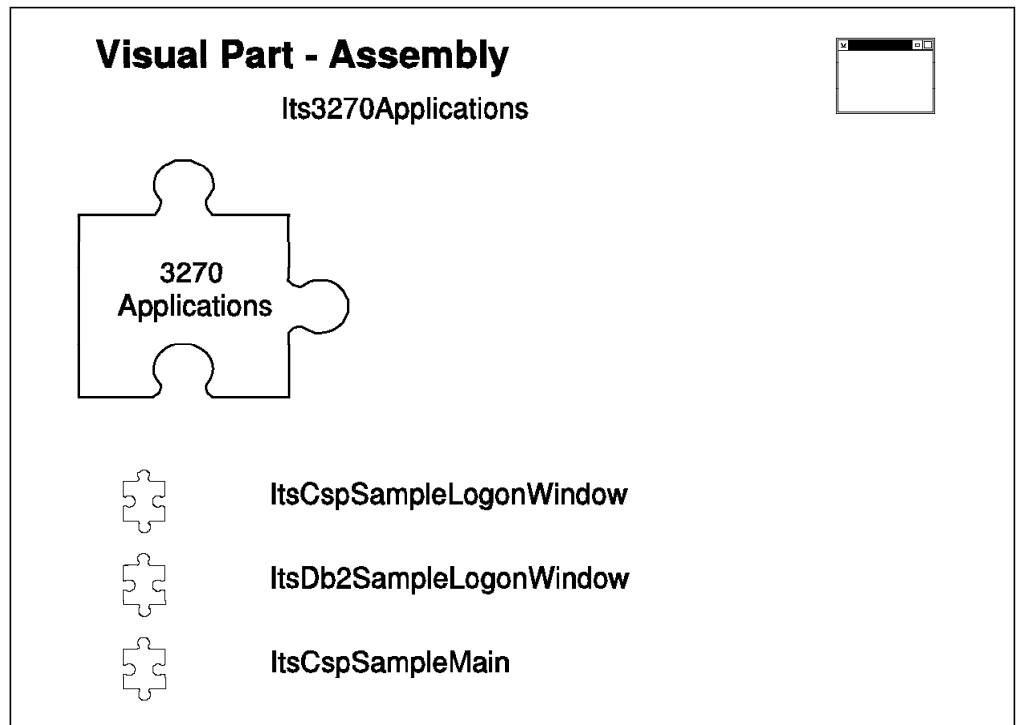 Visual Part - Assembly
Its3270Applications
3270
Applications
ItsCspSampleLogonWindow
ItsDb2SampleLogonWindow
ItsCspSampleMain